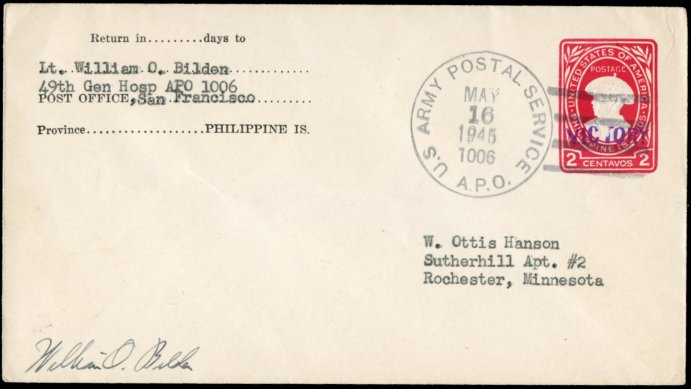 Return in.........days to
Lt. William O. Bilden
49th Gen Hosp APO 1006
POST OFFICE, San Francisco
Province......................PHILIPPINE IS.
U.S. ARMY POSTAL SERVICE
MAY
16
1945
1006
A.P.O.
UNITED STATES OF AMERICA
POSTAGE
PHILIPPINE IS
2 CENTAVOS 2
W. Ottis Hanson
Sutherhill Apt. #2
Rochester, Minnesota
William O. Bilden